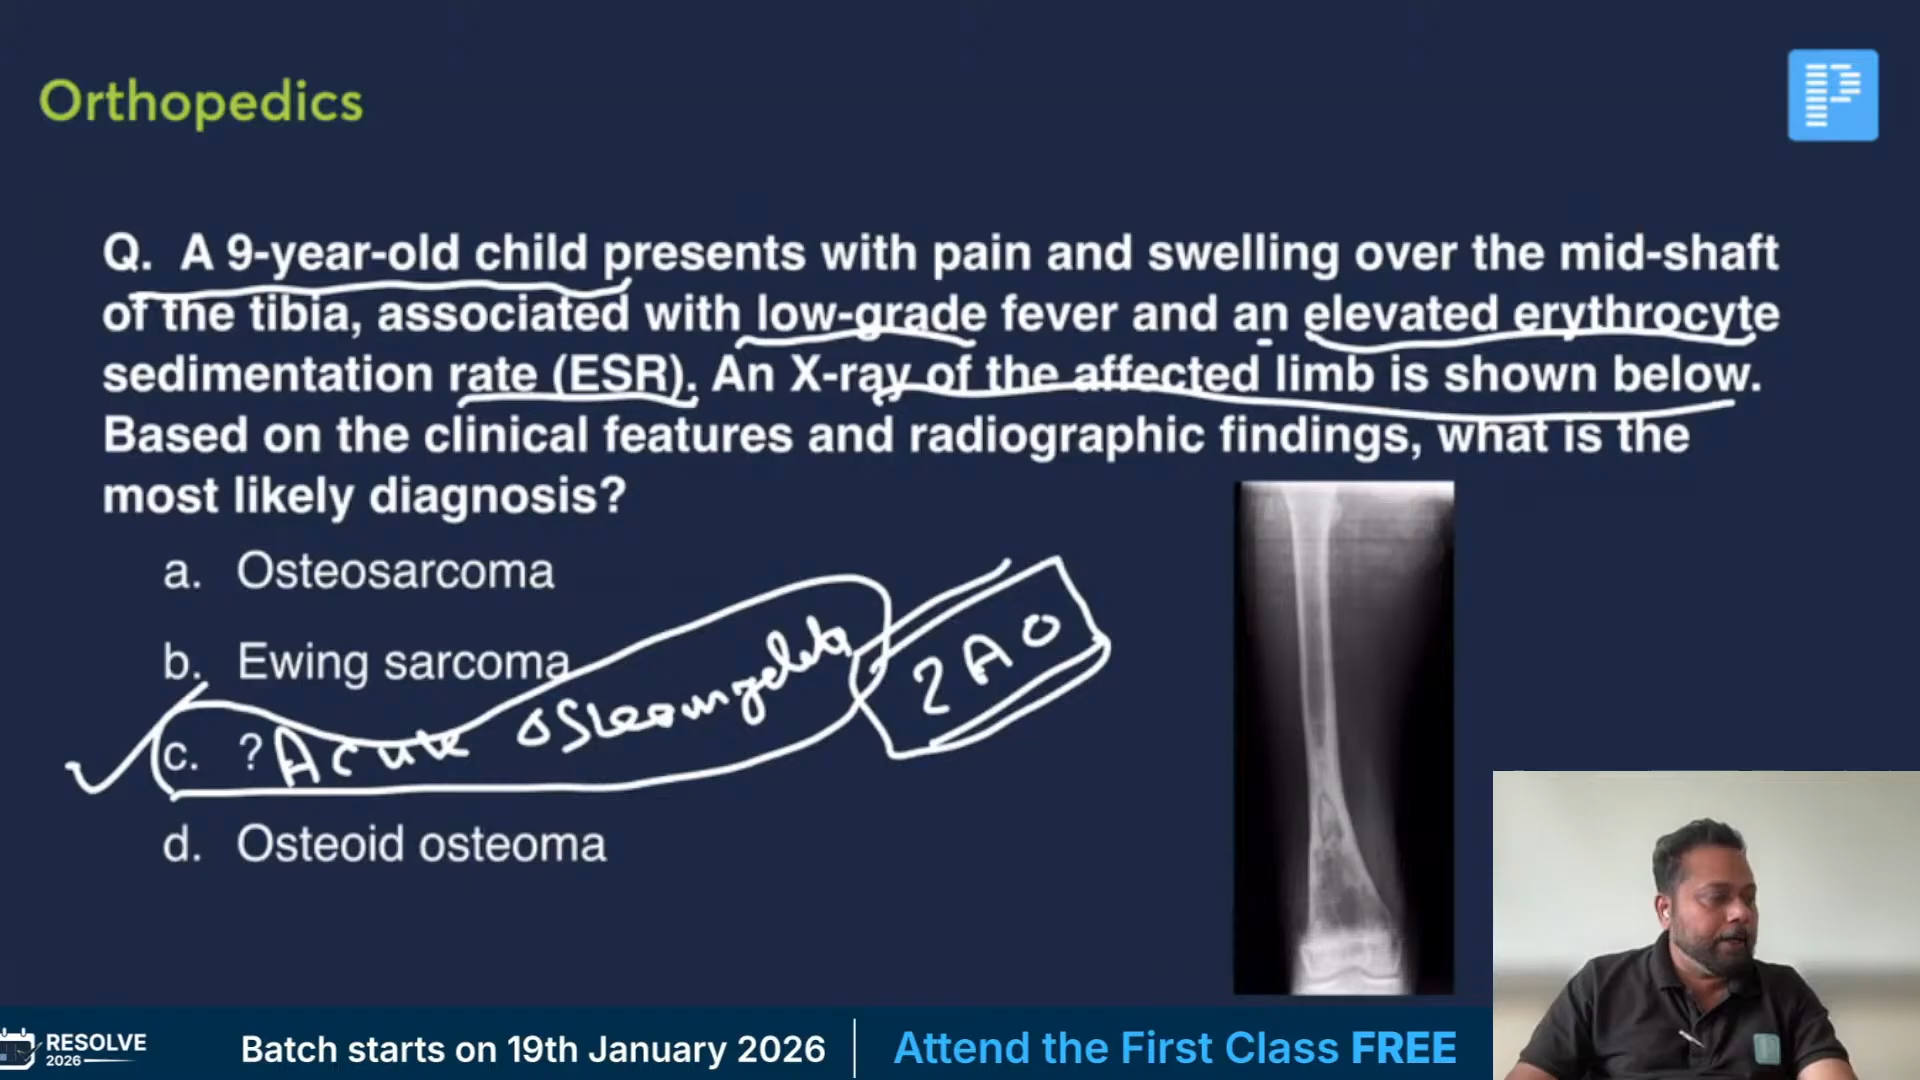 Orthopedics
Q. A 9-year-old child presents with pain and swelling over the mid-shaft
of the tibia, associated with low-grade fever and an elevated erythrocyte
sedimentation rate (ESR). An X-ray of the affected limb is shown below.
Based on the clinical features and radiographic findings, what is the
most likely diagnosis?
a. Osteosarcoma
b. Ewing sarcoma
c. ? Acute
2 A O
d. Osteoid osteoma
RESOLVE
2026
Batch starts on 19th January 2026
Attend the First Class FREE